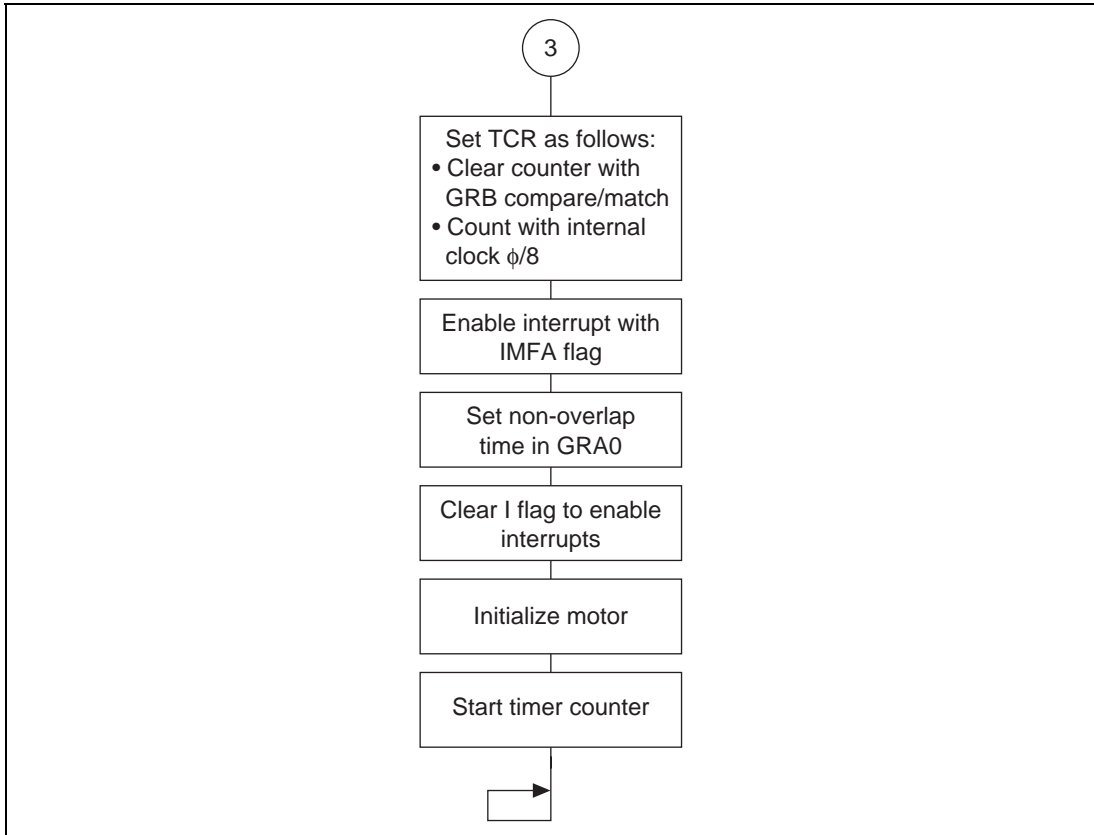 3
Set TCR as follows:
• Clear counter with
GRB compare/match
• Count with internal
clock ϕ/8
Enable interrupt with
IMFA flag
Set non-overlap
time in GRA0
Clear I flag to enable
interrupts
Initialize motor
Start timer counter